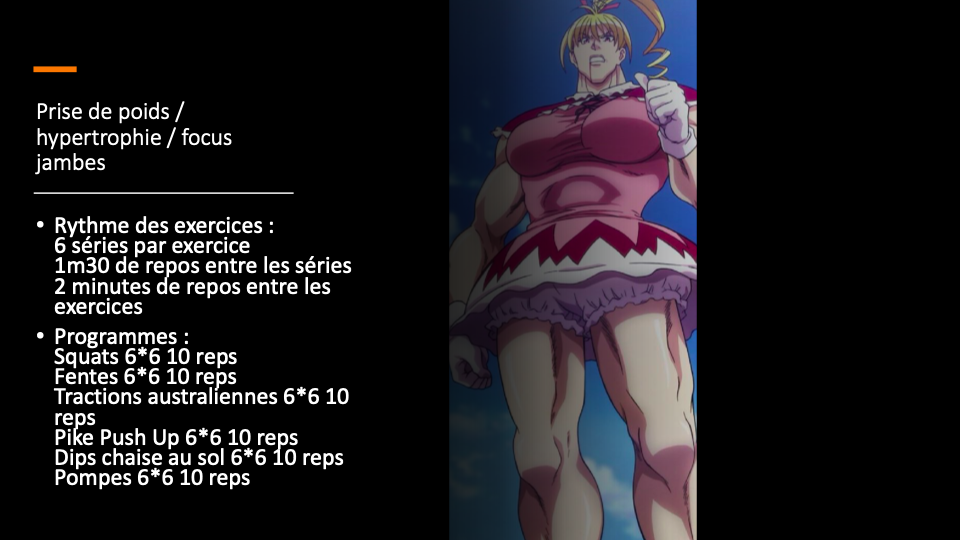 Prise de poids /
hypertrophie / focus
jambes
• Rythme des exercices :
6 séries par exercice
1m30 de repos entre les séries
2 minutes de repos entre les
exercices
• Programmes :
Squats 6*6 10 reps
Fentes 6*6 10 reps
Tractions australiennes 6*6 10
reps
Pike Push Up 6*6 10 reps
Dips chaise au sol 6*6 10 reps
Pompes 6*6 10 reps